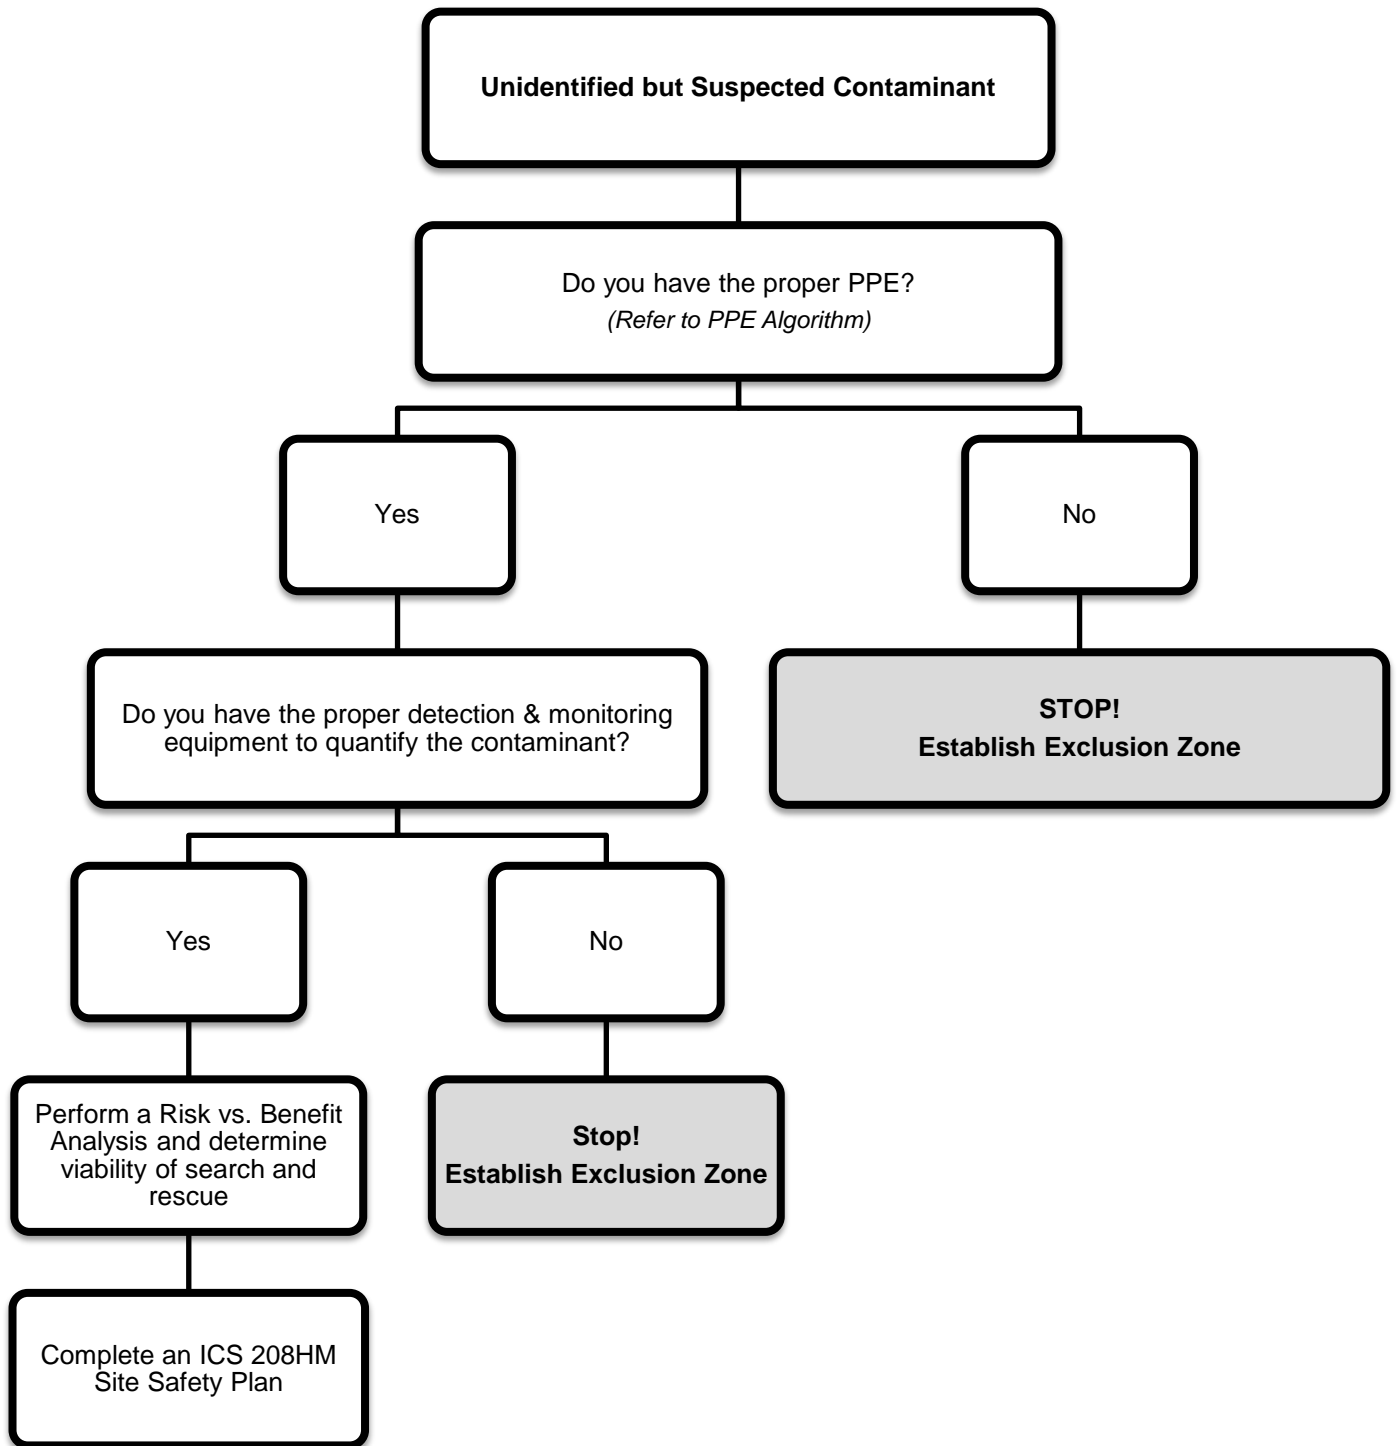 Unidentified but Suspected Contaminant
Do you have the proper PPE?
(Refer to PPE Algorithm)
Yes
No
Do you have the proper detection & monitoring
equipment to quantify the contaminant?
STOP!
Establish Exclusion Zone
Yes
No
Perform a Risk vs. Benefit
Analysis and determine
viability of search and
rescue
Stop!
Establish Exclusion Zone
Complete an ICS 208HM
Site Safety Plan